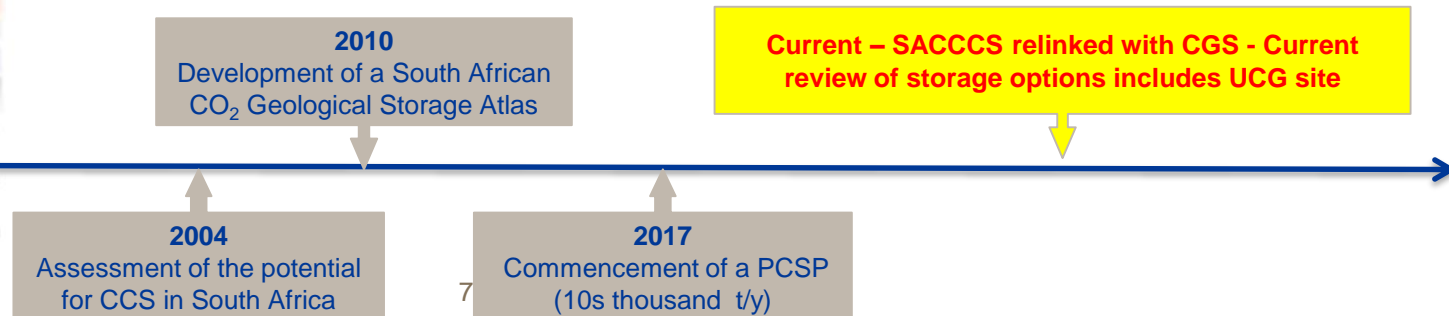 2010
Development of a South African
CO₂ Geological Storage Atlas
Current – SACCCS relinked with CGS - Current
review of storage options includes UCG site
2004
Assessment of the potential
for CCS in South Africa
7
2017
Commencement of a PCSP
(10s thousand t/y)